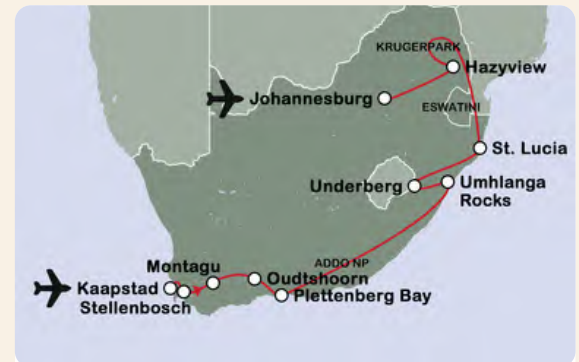 KRUGERPARK
Hazyview
Johannesburg
ESWATINI
St. Lucia
Underberg
Umhlanga
Rocks
ADDO NP
Montagu
Oudtshoorn
Kaapstad
Plettenberg Bay
Stellenbosch